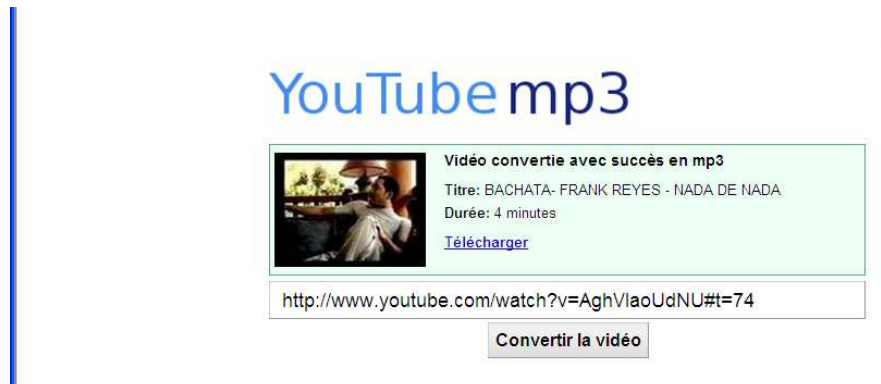 YouTube mp3
Vidéo convertie avec succès en mp3
Titre: BACHATA- FRANK REYES - NADA DE NADA
Durée: 4 minutes
Télécharger
http://www.youtube.com/watch?v=AghVlaoUdNU#t=74
Convertir la vidéo